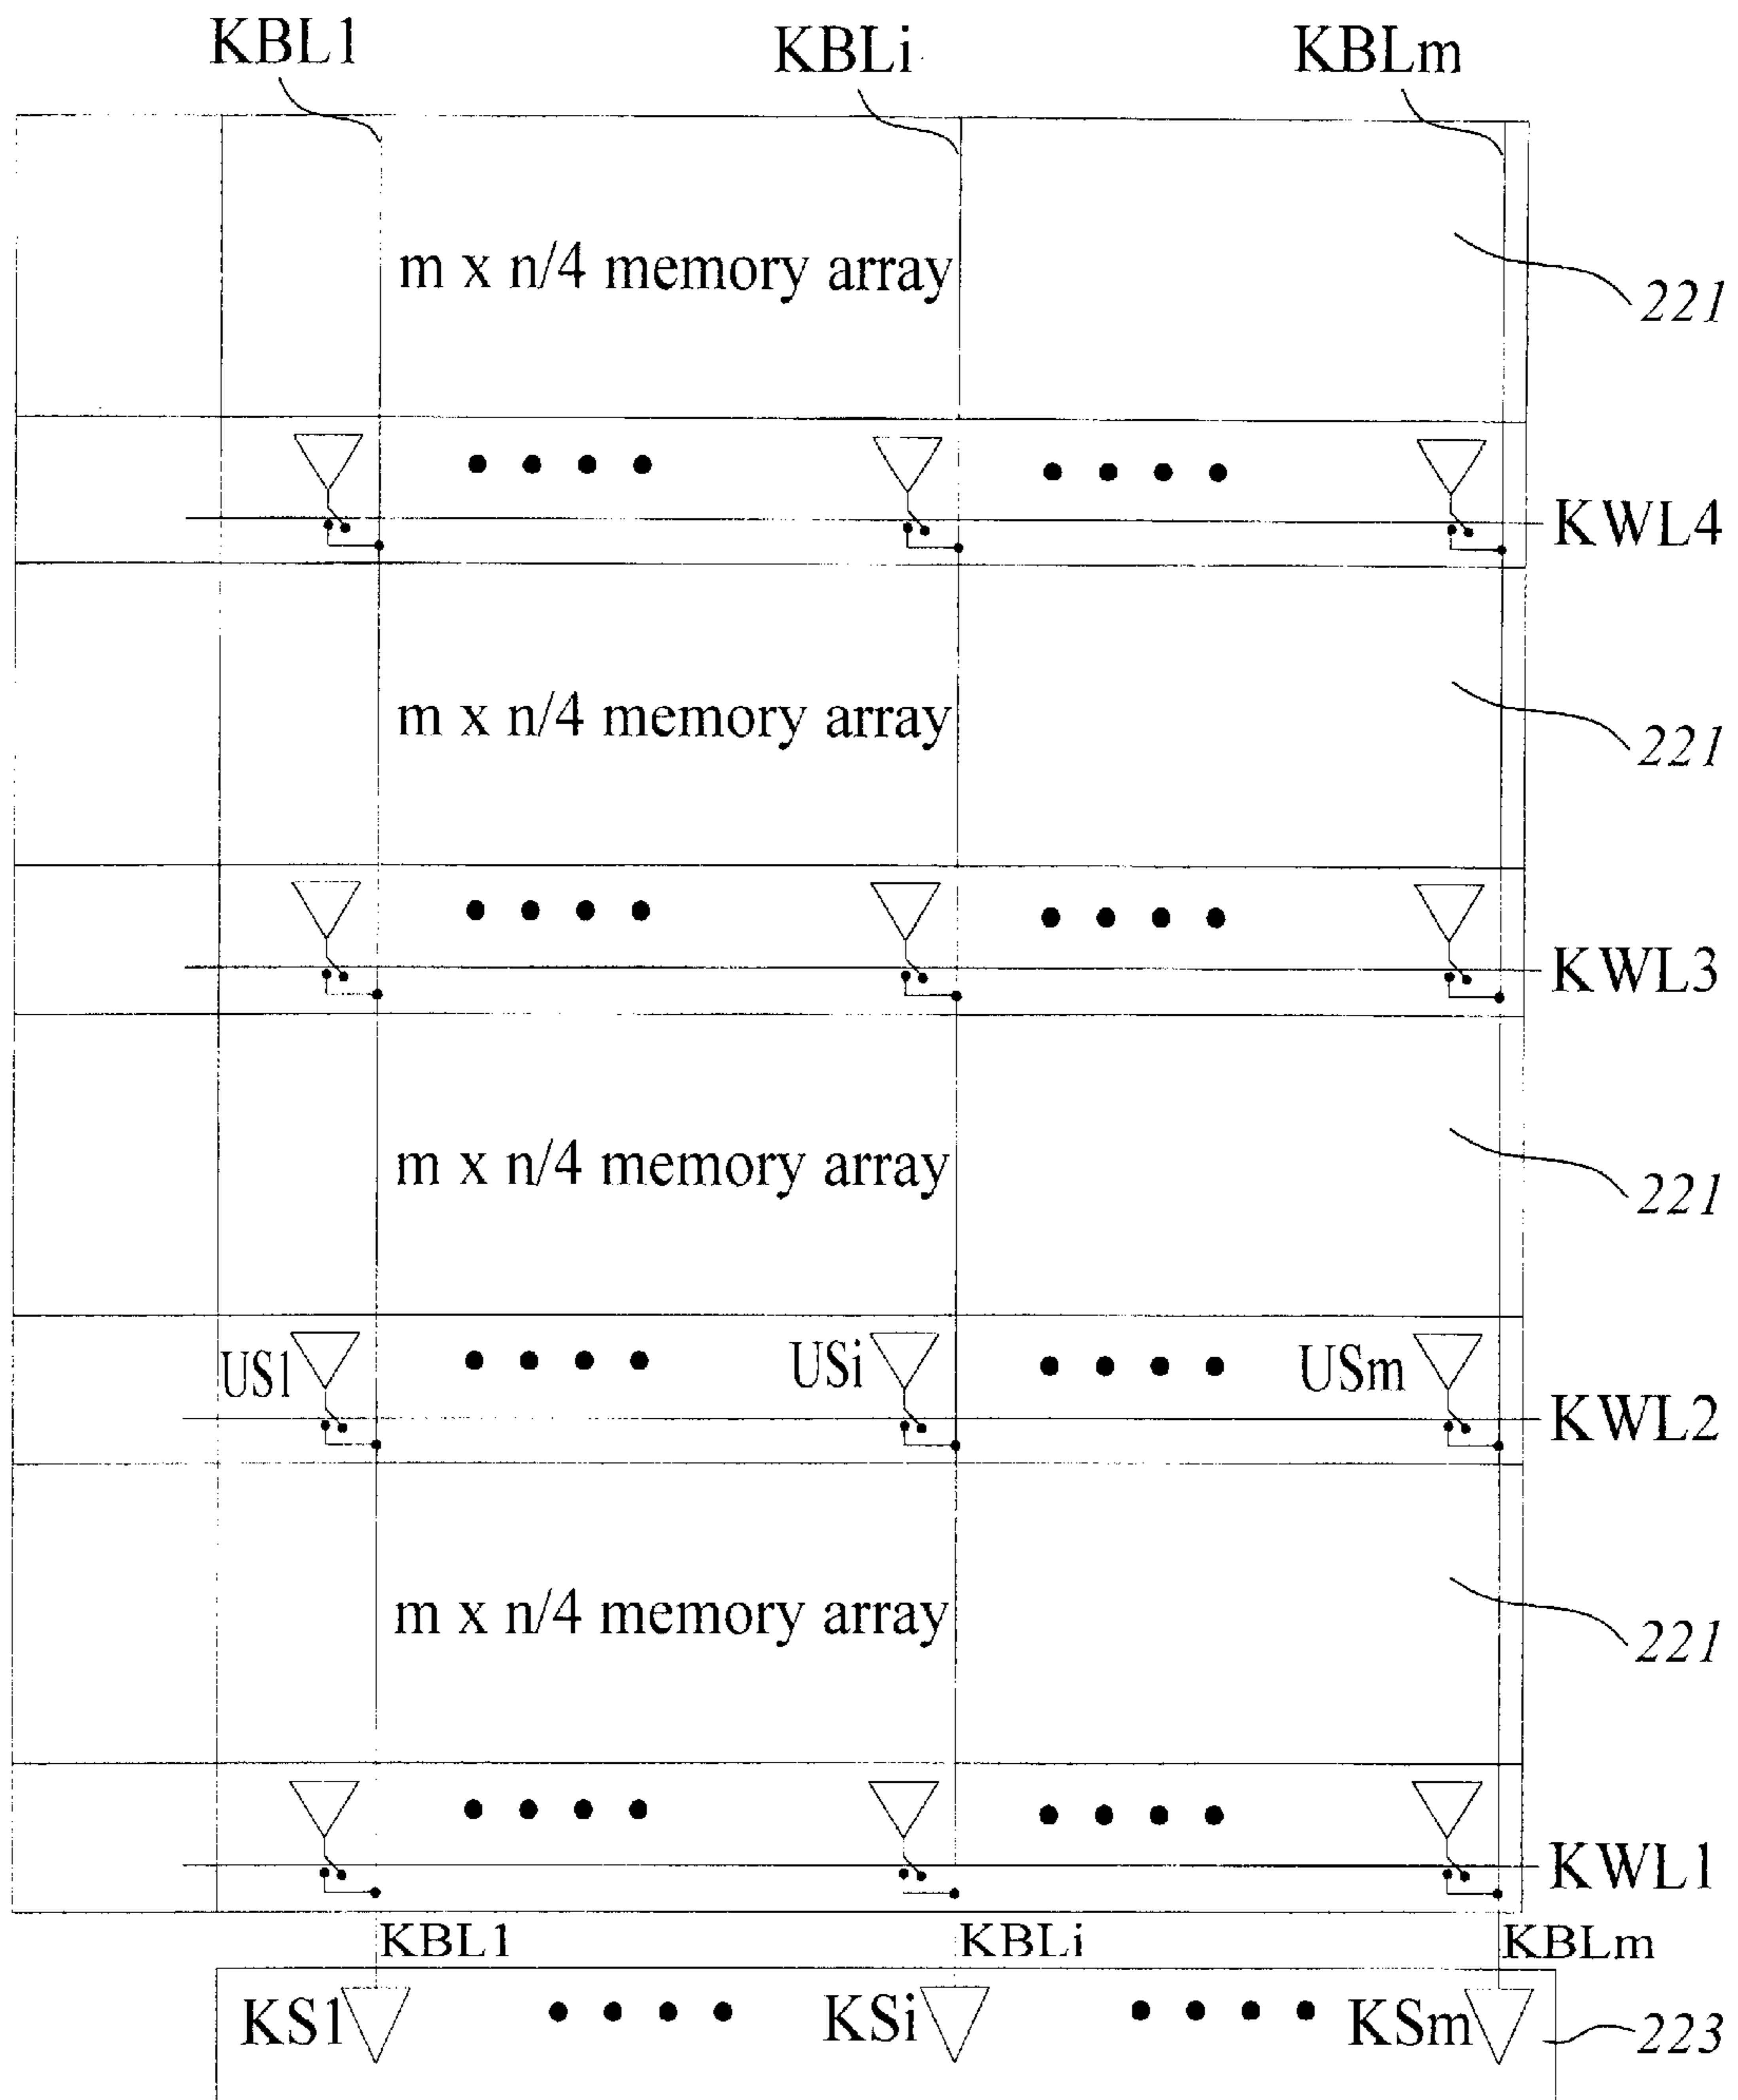 KBL1 KBLi KBLm
m x n/4 memory array
221
KWL4
m x n/4 memory array
221
KWL3
m x n/4 memory array
221
US1 USi USm
KWL2
m x n/4 memory array
221
KWL1
KBL1 KBLi KBLm
KS1 KSi KSm
223